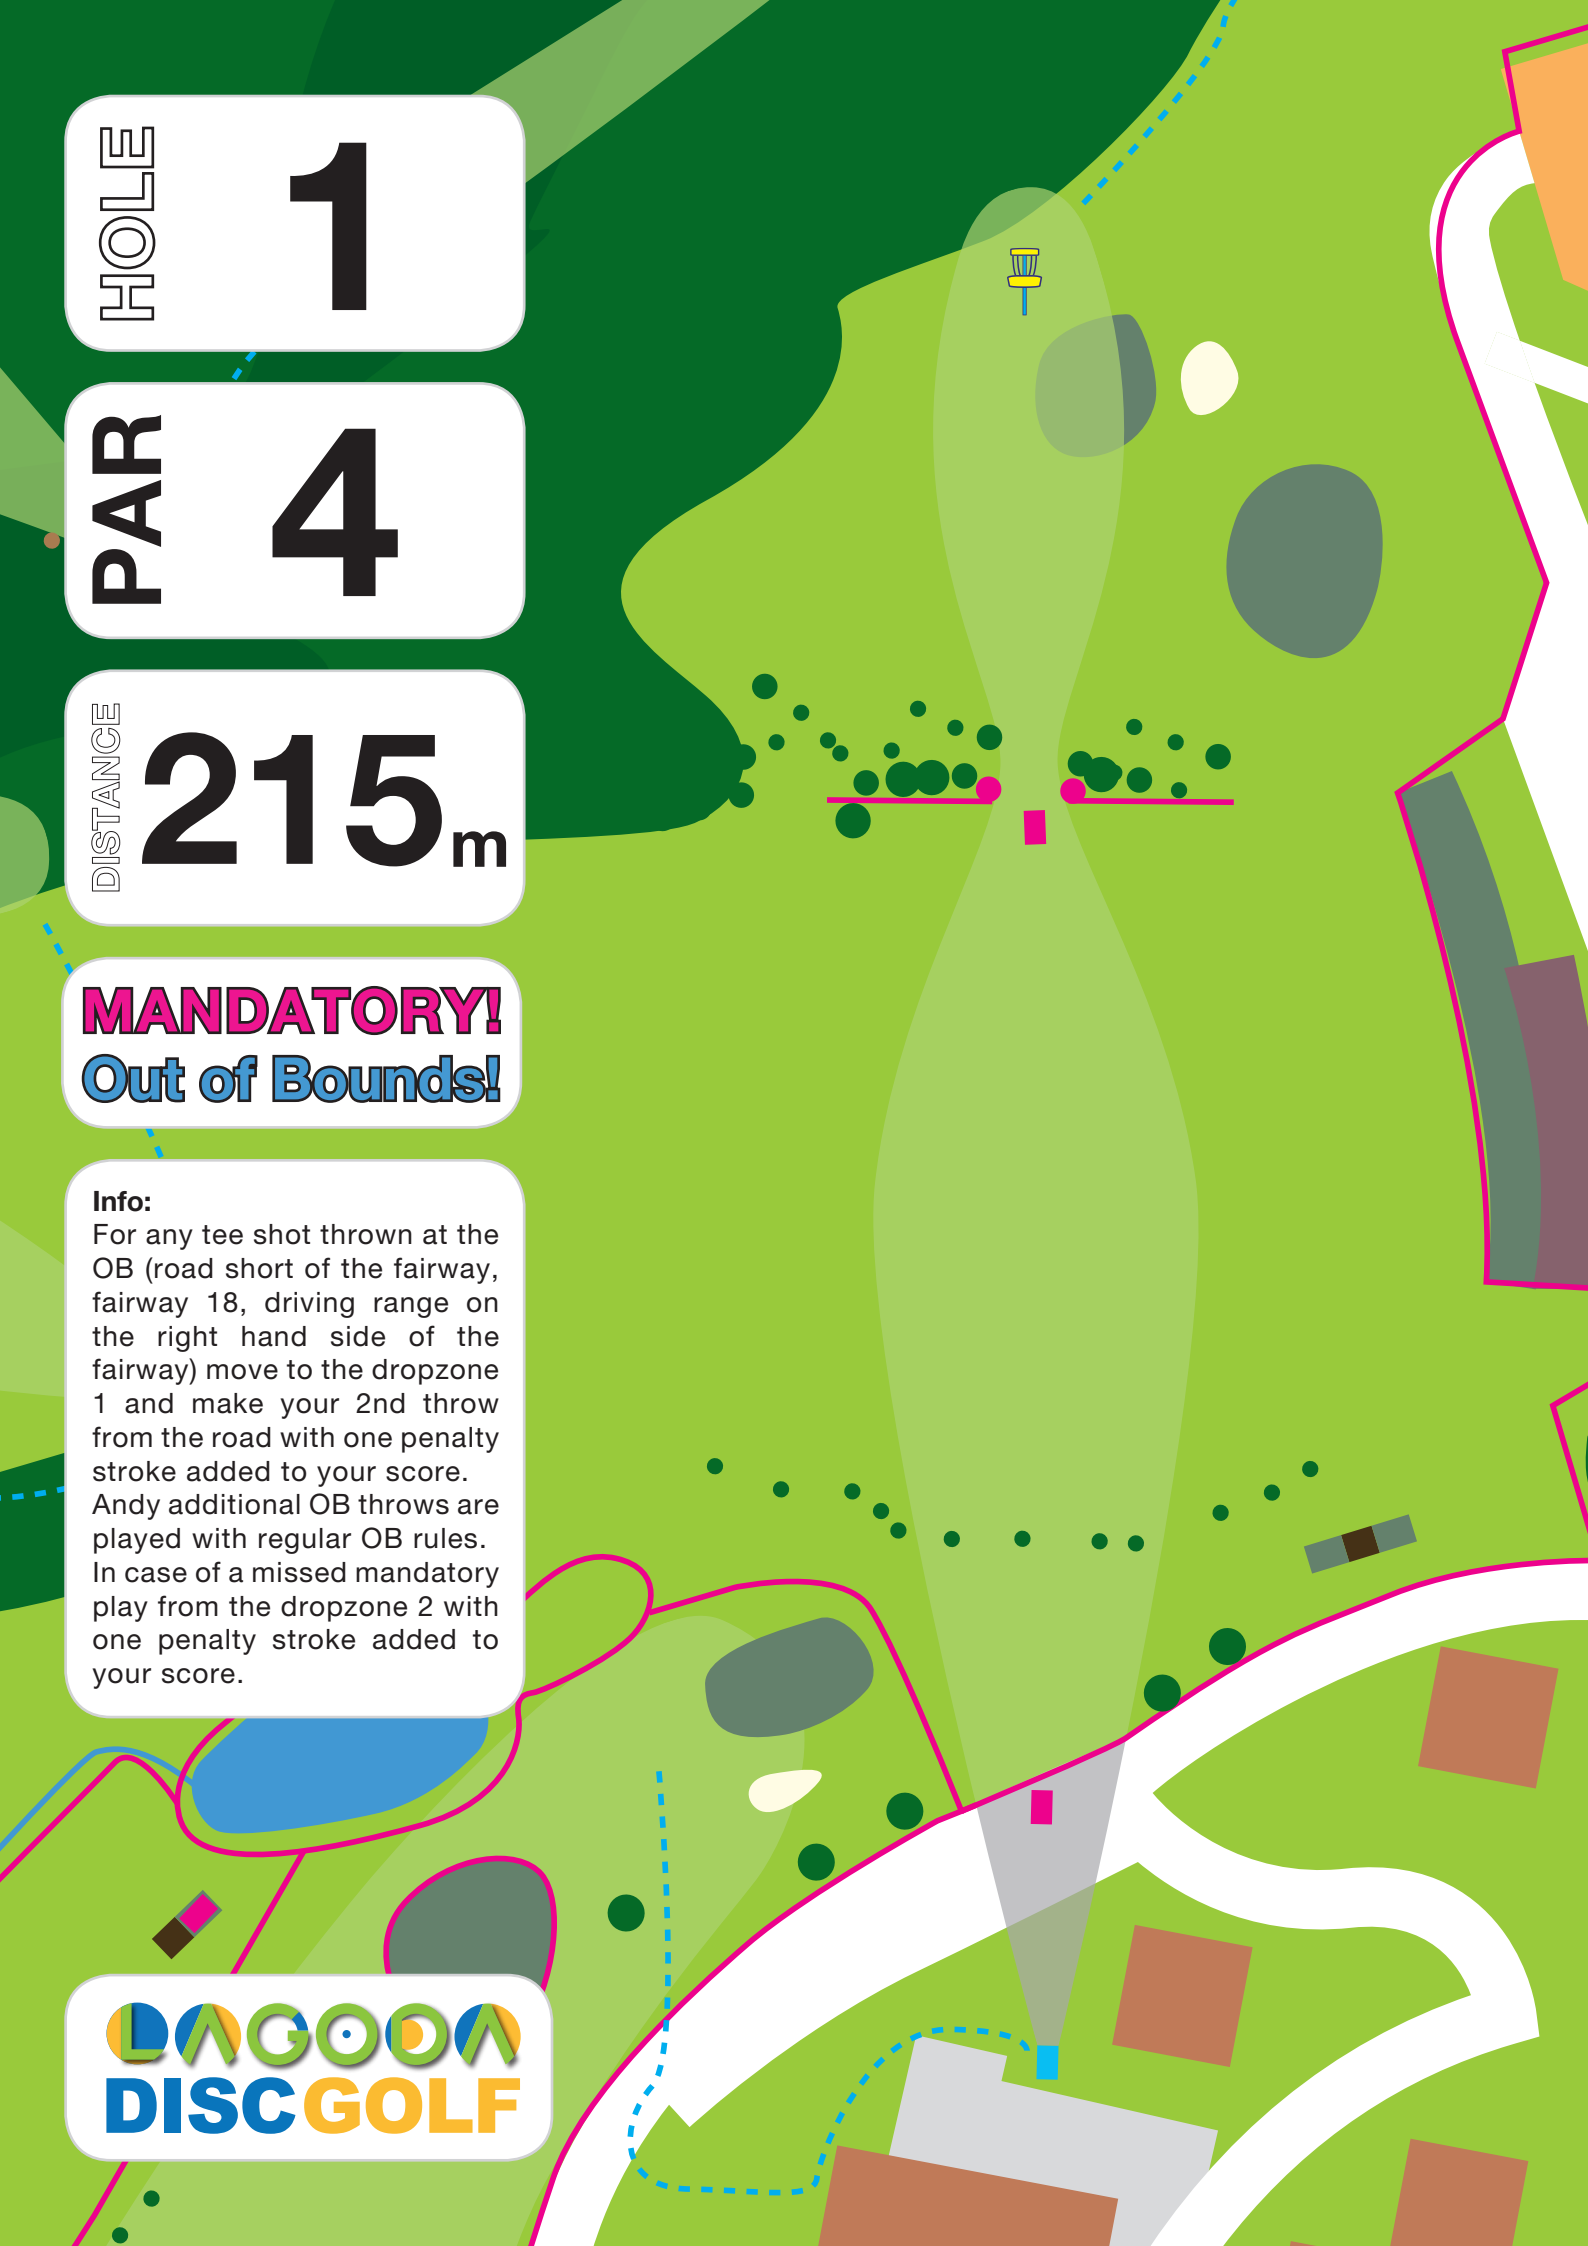 HOLE 1
PAR 4
DISTANCE 215 m
MANDATORY!
Out of Bounds!
Info:
For any tee shot thrown at the
OB (road short of the fairway,
fairway 18, driving range on
the right hand side of the
fairway) move to the dropzone
1 and make your 2nd throw
from the road with one penalty
stroke added to your score.
Andy additional OB throws are
played with regular OB rules.
In case of a missed mandatory
play from the dropzone 2 with
one penalty stroke added to
your score.
LAGODA
DISCGOLF